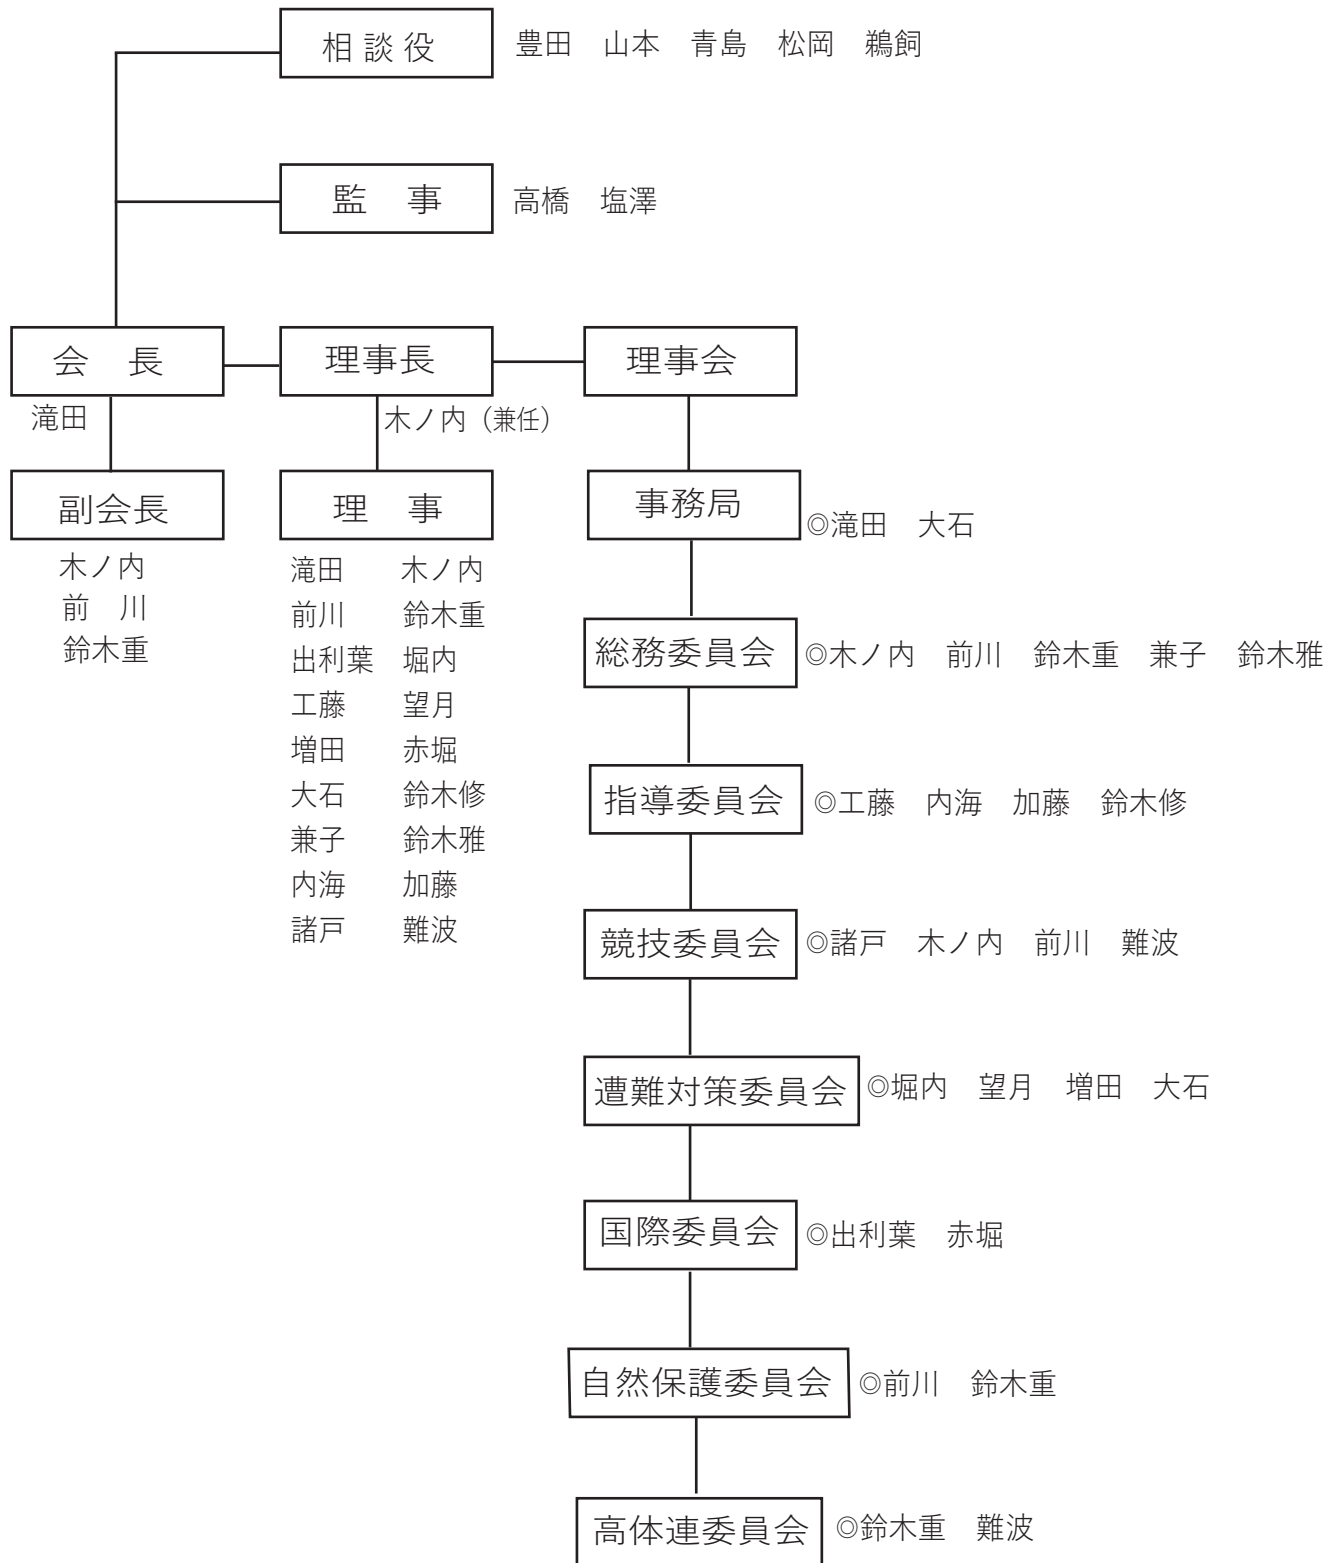 相談役　豊田　山本　青島　松岡　鵜飼
監　事　高橋　塩澤
会　長　理事長　理事会
滝田　木ノ内（兼任）
副会長　理　事　事務局　◎滝田　大石
木ノ内
前　川
鈴木重
滝田　木ノ内
前川　鈴木重
出利葉　堀内
工藤　望月
増田　赤堀
大石　鈴木修
兼子　鈴木雅
内海　加藤
諸戸　難波
総務委員会　◎木ノ内　前川　鈴木重　兼子　鈴木雅
指導委員会　◎工藤　内海　加藤　鈴木修
競技委員会　◎諸戸　木ノ内　前川　難波
遭難対策委員会　◎堀内　望月　増田　大石
国際委員会　◎出利葉　赤堀
自然保護委員会　◎前川　鈴木重
高体連委員会　◎鈴木重　難波